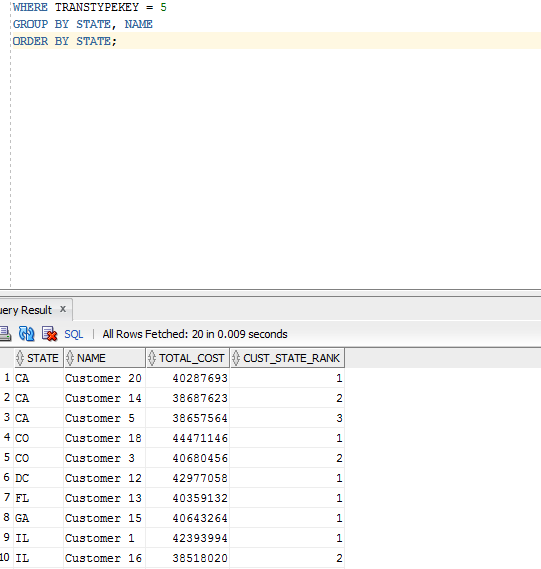 WHERE TRANSTYPEKEY = 5
GROUP BY STATE, NAME
ORDER BY STATE;
uery Result x
SQL | All Rows Fetched: 20 in 0.009 seconds
STATE NAME TOTAL_COST CUST_STATE_RANK
1 CA Customer 20 40287693 1
2 CA Customer 14 38687623 2
3 CA Customer 5 38657564 3
4 CO Customer 18 44471146 1
5 CO Customer 3 40680456 2
6 DC Customer 12 42977058 1
7 FL Customer 13 40359132 1
8 GA Customer 15 40643264 1
9 IL Customer 1 42393994 1
10 IL Customer 16 38518020 2